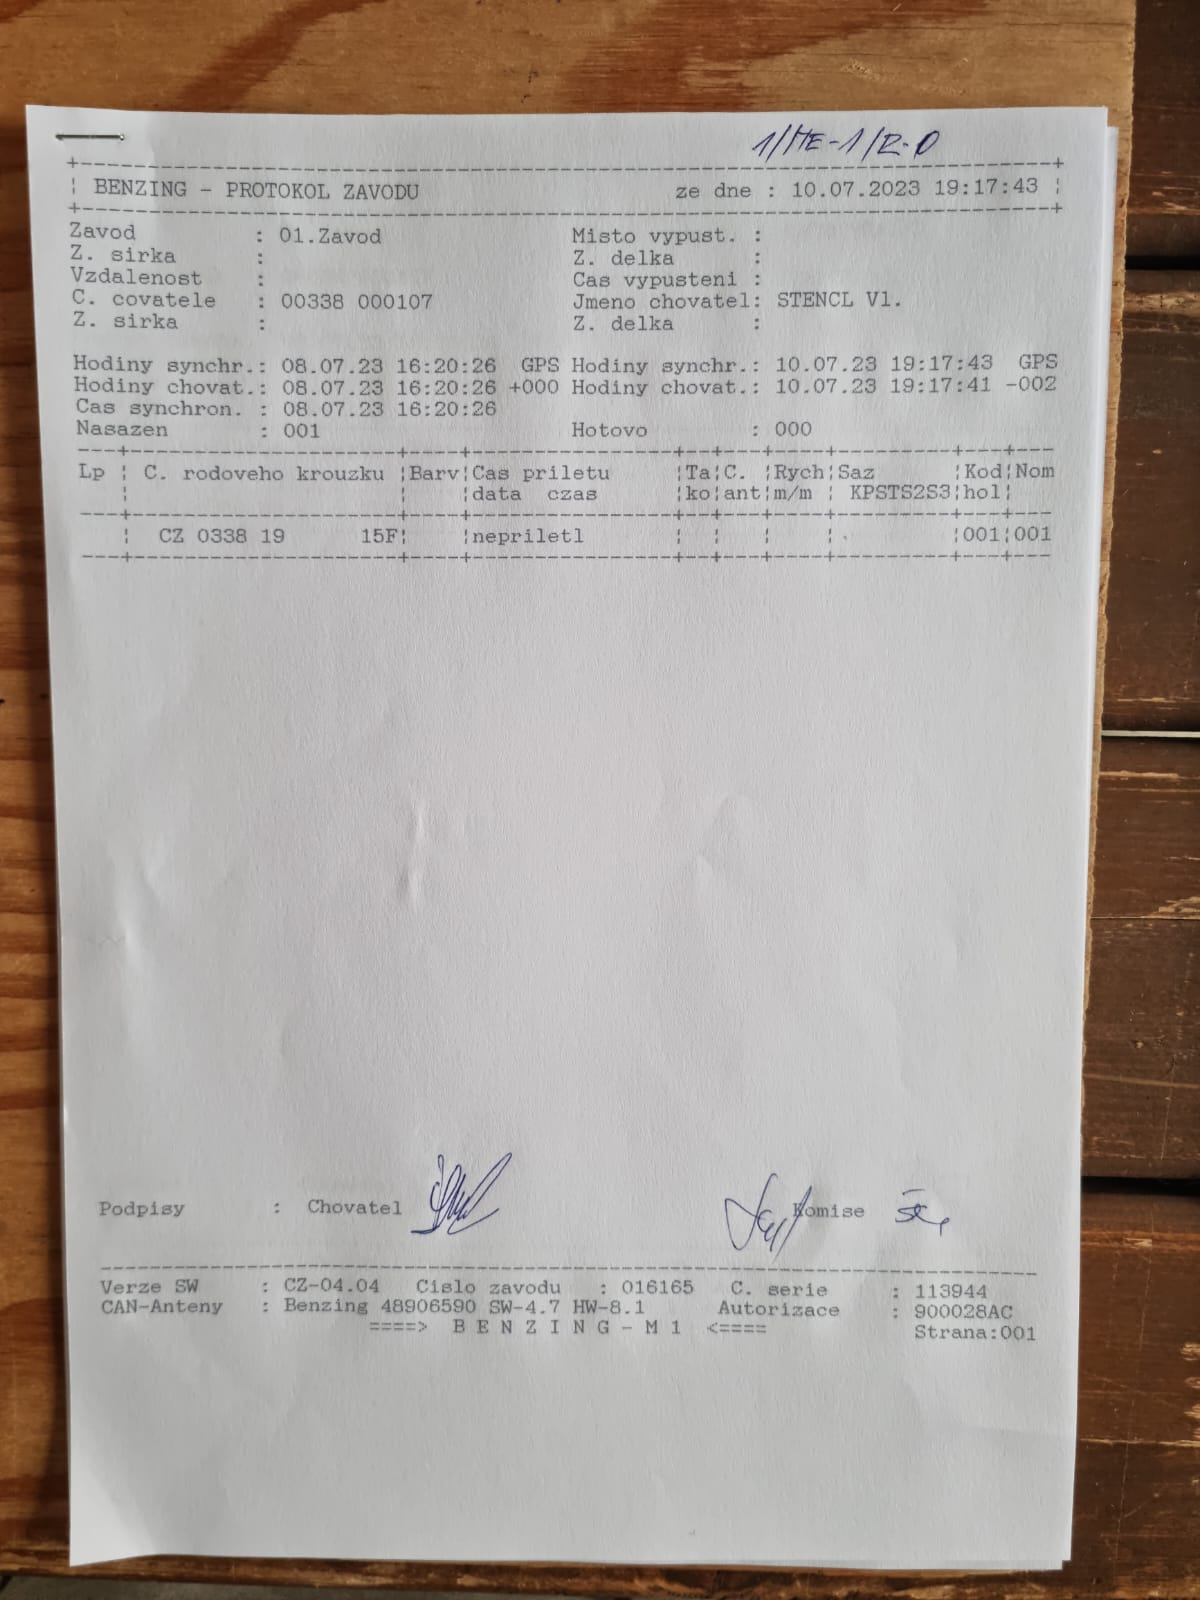 1/ME-1/R-0
BENZING - PROTOKOL ZAVODU ze dne : 10.07.2023 19:17:43
Zavod : 01.Zavod Misto vypust. :
Z. sirka : Z. delka :
Vzdalenost : Cas vypusteni :
C. covatele : 00338 000107 Jmeno chovatel: STENCL Vl.
Z. sirka : Z. delka :
Hodiny synchr.: 08.07.23 16:20:26 GPS Hodiny synchr.: 10.07.23 19:17:43 GPS
Hodiny chovat.: 08.07.23 16:20:26 +000 Hodiny chovat.: 10.07.23 19:17:41 -002
Cas synchron. : 08.07.23 16:20:26
Nasazen : 001 Hotovo : 000
Lp ¦ C. rodoveho krouzku ¦Barv¦Cas priletu ¦Ta¦C. ¦Rych¦Saz ¦Kod¦Nom
¦ ¦ ¦data czas ¦ko¦ant¦m/m ¦ KPSTS2S3¦hol¦
¦ CZ 0338 19 15F¦ ¦nepriletl ¦ ¦ ¦ ¦ ¦001¦001
Podpisy : Chovatel Komise
Verze SW : CZ-04.04 Cislo zavodu : 016165 C. serie : 113944
CAN-Anteny : Benzing 48906590 SW-4.7 HW-8.1 Autorizace : 900028AC
====> B E N Z I N G - M 1 <==== Strana:001